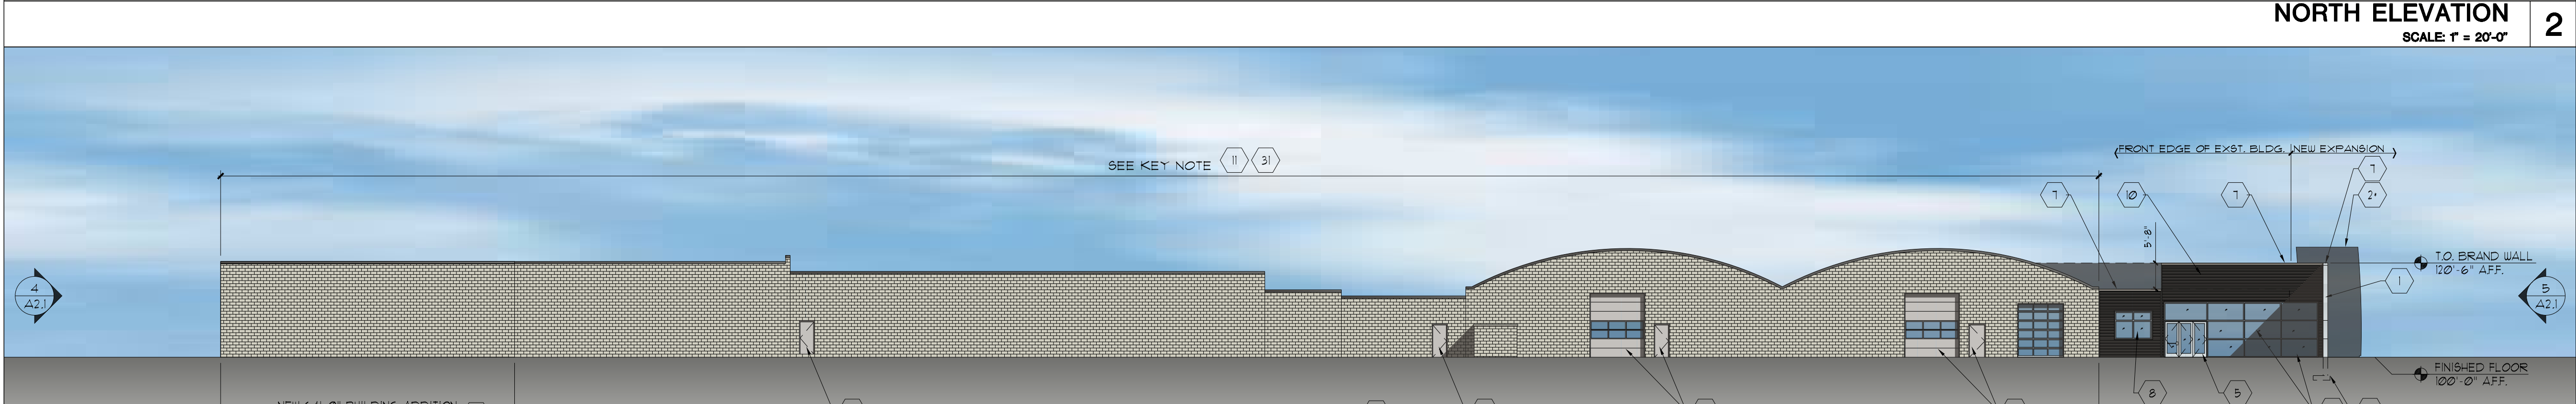 NORTH ELEVATION
SCALE: 1" = 20'-0"
2
FRONT EDGE OF EXST. BLDG. NEW EXPANSION
SEE KEY NOTE 11 31
7
7 10 7 2*
5'-8"
T.O. BRAND WALL
120'-6" A.F.F.
1
4
A2.1
5
A2.1
FINISHED FLOOR
100'-0" A.F.F.
8 5
BUILDING ADDITION